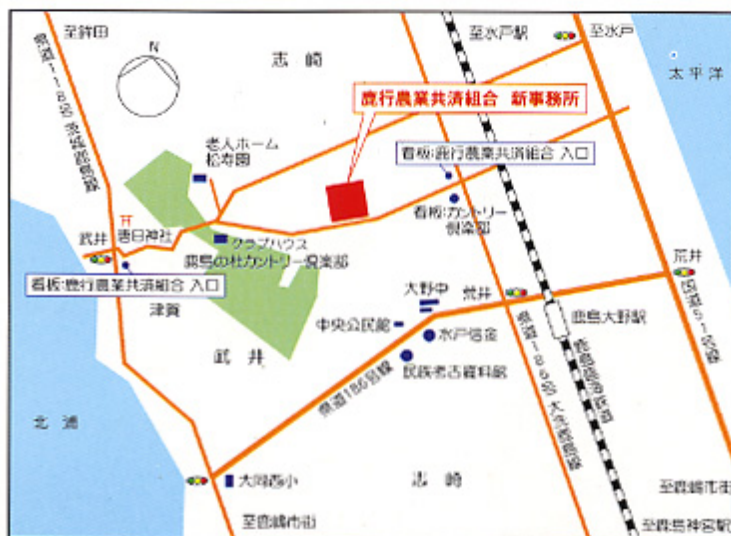 至鉾田
N
志 崎
至水戸駅
至水戸
太 平 洋
鹿行農業共済組合 新事務所
老人ホーム
松寿園
看板:鹿行農業共済組合 入口
看板:カントリー
倶楽部
武井
春日神社
クラブハウス
鹿島の杜カントリー倶楽部
看板:鹿行農業共済組合 入口
津賀
大野中
荒井
荒井
中央公民館
水戸信金
鹿島大野駅
民族考古資料館
武 井
県道186号線
国道51号線
北 浦
大同西小
志 崎
至鹿嶋市街
至鹿嶋市街
至鹿島神宮駅